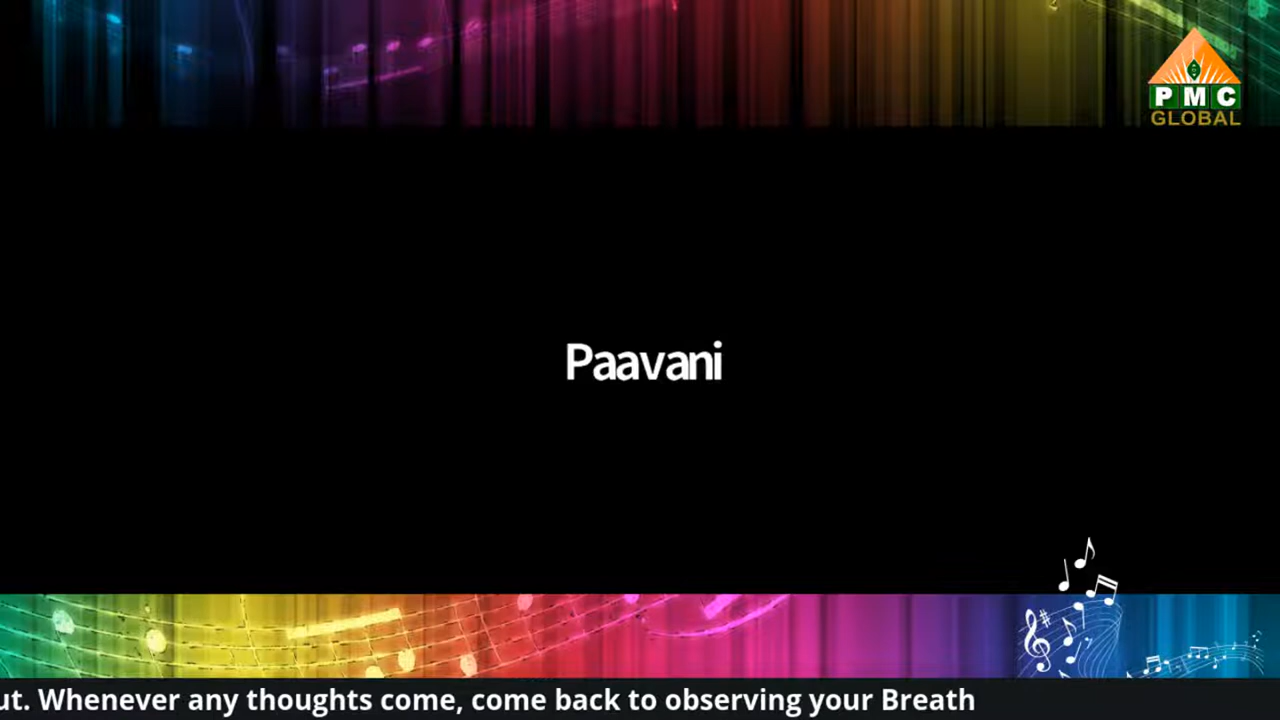 PMC
GLOBAL
Paavani
ut. Whenever any thoughts come, come back to observing your Breath